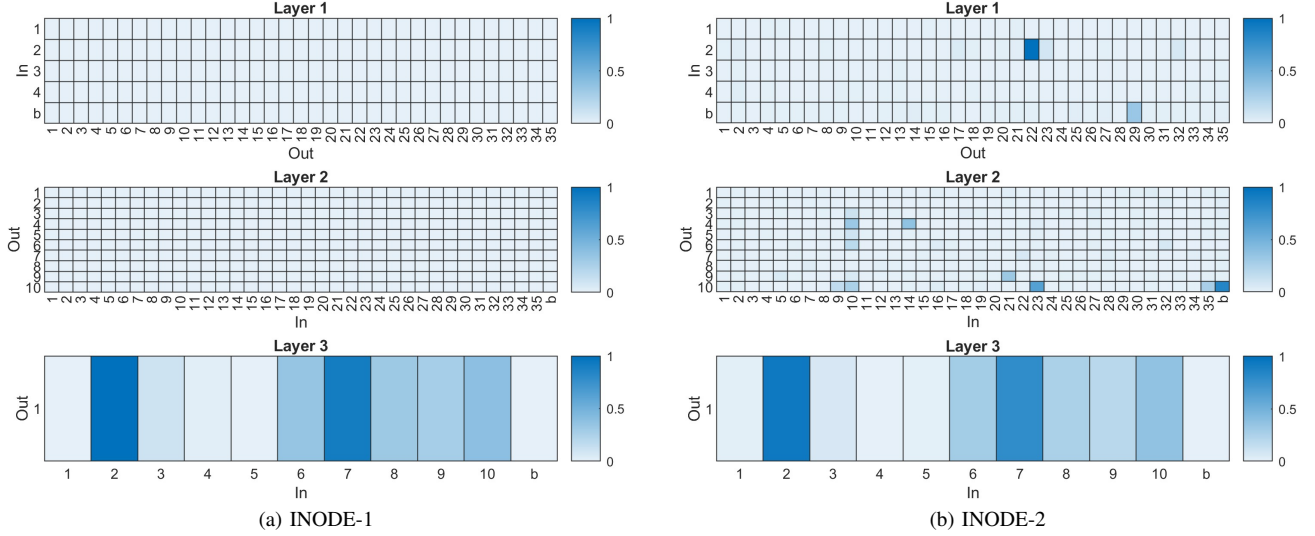 Layer 1
1
2
3
4
b
In
1 2 3 4 5 6 7 8 9 10 11 12 13 14 15 16 17 18 19 20 21 22 23 24 25 26 27 28 29 30 31 32 33 34 35
Out
1
0.5
0
Layer 2
1
2
3
4
5
6
7
8
9
10
Out
1 2 3 4 5 6 7 8 9 10 11 12 13 14 15 16 17 18 19 20 21 22 23 24 25 26 27 28 29 30 31 32 33 34 35 b
In
1
0.5
0
Layer 3
Out
1
1 2 3 4 5 6 7 8 9 10 b
In
1
0.5
0
(a) INODE-1
Layer 1
1
2
3
4
b
In
1 2 3 4 5 6 7 8 9 10 11 12 13 14 15 16 17 18 19 20 21 22 23 24 25 26 27 28 29 30 31 32 33 34 35
Out
1
0.5
0
Layer 2
1
2
3
4
5
6
7
8
9
10
Out
1 2 3 4 5 6 7 8 9 10 11 12 13 14 15 16 17 18 19 20 21 22 23 24 25 26 27 28 29 30 31 32 33 34 35 b
In
1
0.5
0
Layer 3
Out
1
1 2 3 4 5 6 7 8 9 10 b
In
1
0.5
0
(b) INODE-2